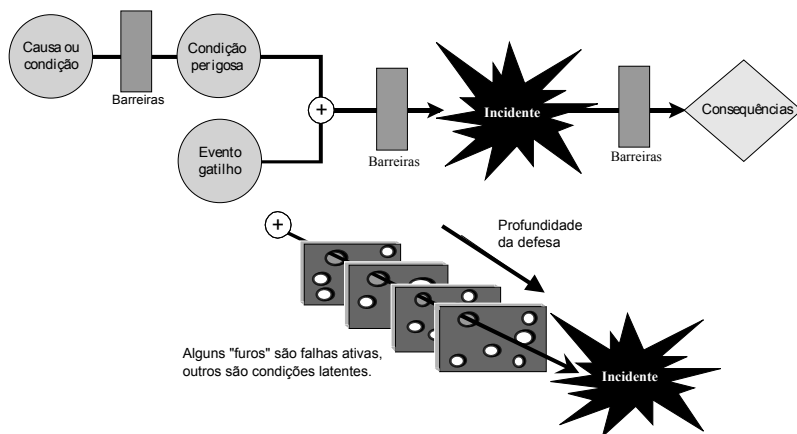 Causa ou
condição
Barreiras
Condição
perigosa
Evento
gatilho
+
Barreiras
Incidente
Barreiras
Consequências
+
Profundidade
da defesa
Alguns "furos" são falhas ativas,
outros são condições latentes.
Incidente